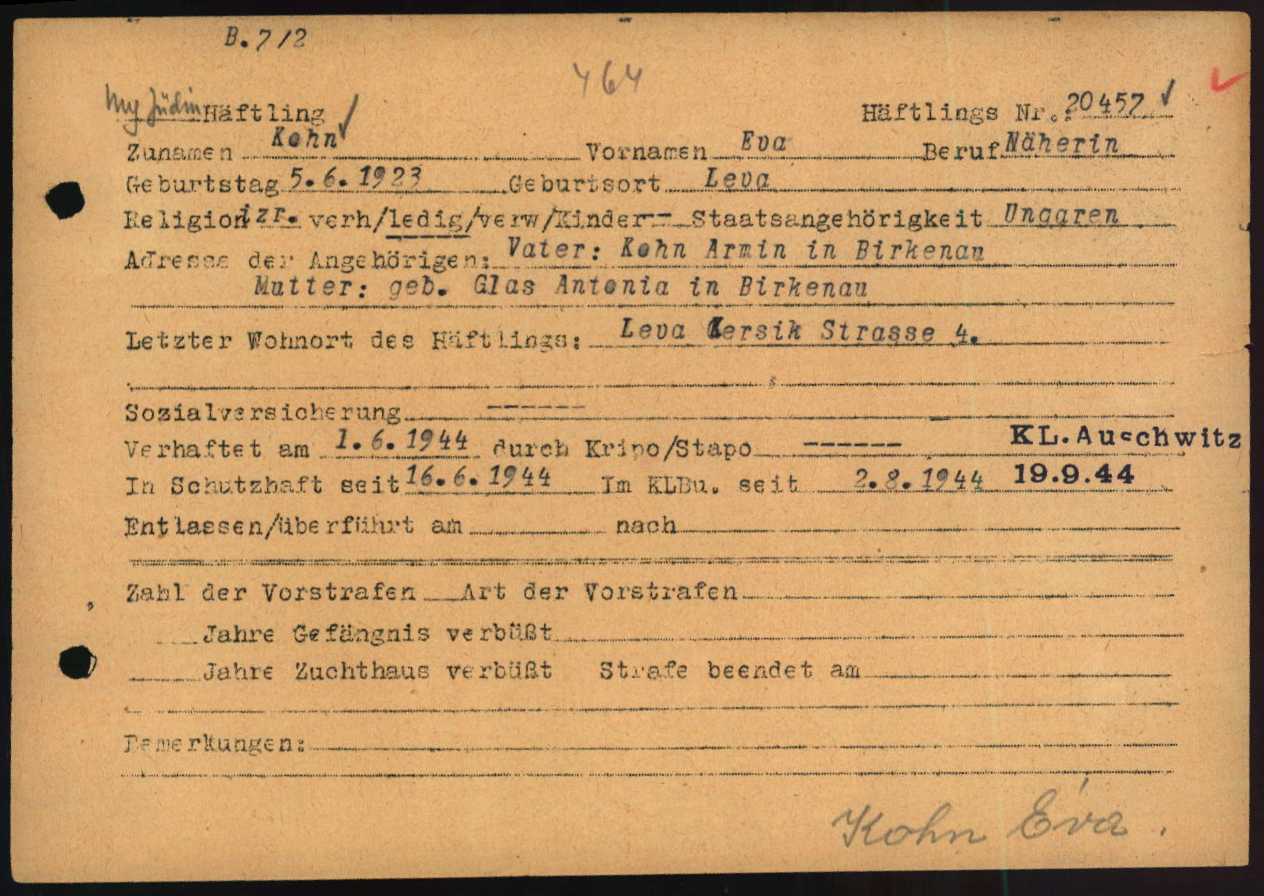 B.7/2
464
Ung Jüdin Häftling Häftlings Nr.: 20457
Zunamen Kohn Vornamen Eva Beruf Näherin
Geburtstag 5.6.1923 Geburtsort Leva
Religion izr. verh/ledig/verw/Kinder -- Staatsangehörigkeit Ungaren
Adresse der Angehörigen: Vater: Kohn Armin in Birkenau
Mutter: geb. Glas Antonia in Birkenau
Letzter Wohnort des Häftlings: Leva Kersik Strasse 4.
Sozialversicherung ------
Verhaftet am 1.6.1944 durch Kripo/Stapo ------ KL.Auschwitz
In Schutzhaft seit 16.6.1944 Im KLBu. seit 2.8.1944 19.9.44
Entlassen/überführt am nach
Zahl der Vorstrafen Art der Vorstrafen
Jahre Gefängnis verbüßt
Jahre Zuchthaus verbüßt Strafe beendet am
Bemerkungen:
Kohn Éva.